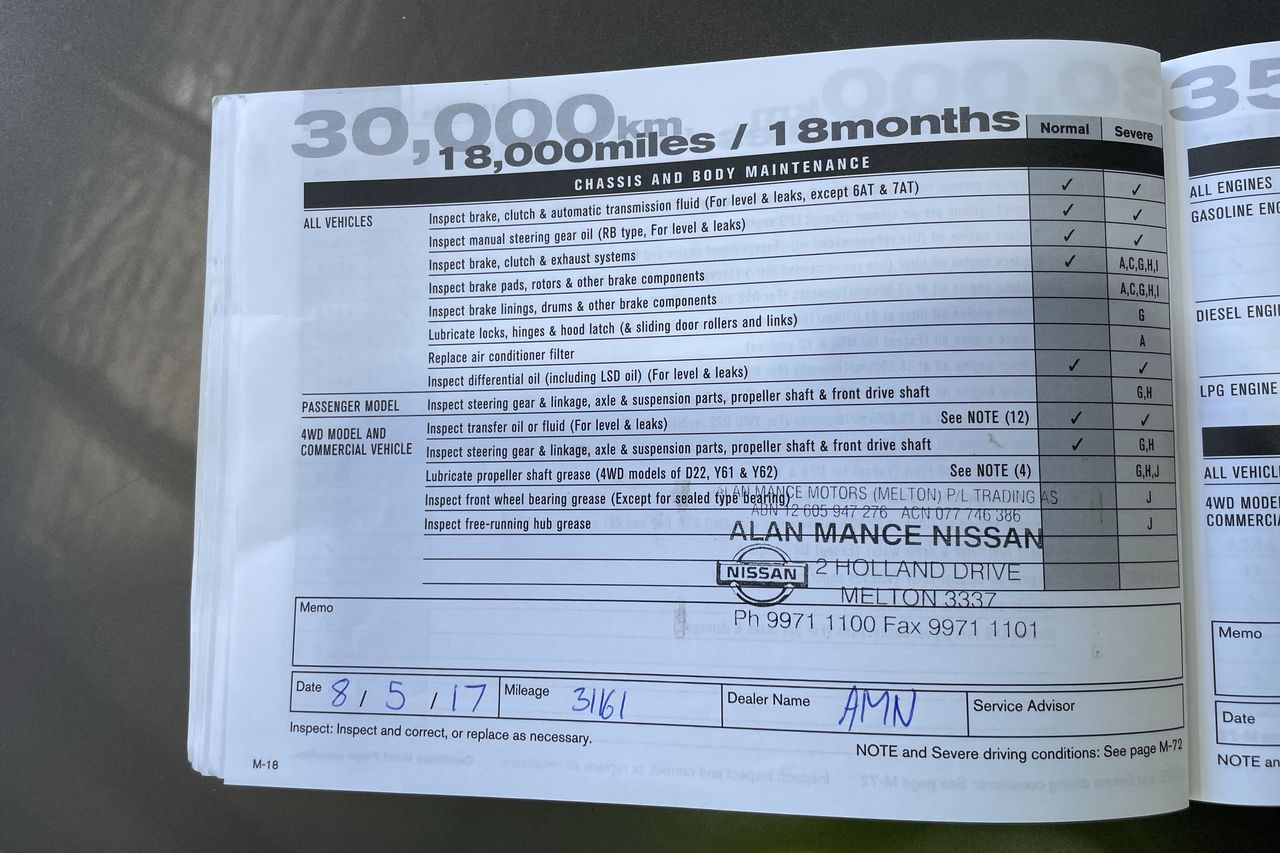 30,000km
18,000miles / 18months
Normal Severe
CHASSIS AND BODY MAINTENANCE
ALL VEHICLES Inspect brake, clutch & automatic transmission fluid (For level & leaks, except 6AT & 7AT) ✓ ✓
Inspect manual steering gear oil (RB type, For level & leaks) ✓ ✓
Inspect brake, clutch & exhaust systems ✓ ✓
Inspect brake pads, rotors & other brake components ✓ A,C,G,H,I
Inspect brake linings, drums & other brake components A,C,G,H,I
Lubricate locks, hinges & hood latch (& sliding door rollers and links) G
Replace air conditioner filter A
Inspect differential oil (including LSD oil) (For level & leaks) ✓ ✓
PASSENGER MODEL Inspect steering gear & linkage, axle & suspension parts, propeller shaft & front drive shaft G,H
4WD MODEL AND COMMERCIAL VEHICLE Inspect transfer oil or fluid (For level & leaks) See NOTE (12) ✓ ✓
Inspect steering gear & linkage, axle & suspension parts, propeller shaft & front drive shaft ✓ G,H
Lubricate propeller shaft grease (4WD models of D22, Y61 & Y62) See NOTE (4) G,H,J
Inspect front wheel bearing grease (Except for sealed type bearing) J
Inspect free-running hub grease J
ALAN MANCE MOTORS (MELTON) P/L TRADING AS
ABN 12 605 947 276 ACN 077 746 386
ALAN MANCE NISSAN
NISSAN 2 HOLLAND DRIVE
MELTON 3337
Ph 9971 1100 Fax 9971 1101
Memo
Date 8 / 5 / 17 Mileage 31161 Dealer Name AMN Service Advisor
Inspect: Inspect and correct, or replace as necessary.
NOTE and Severe driving conditions: See page M-72
M-18
35
ALL ENGINES
GASOLINE
DIESEL
LPG ENGINE
ALL
4WD
Memo
Date
NOTE